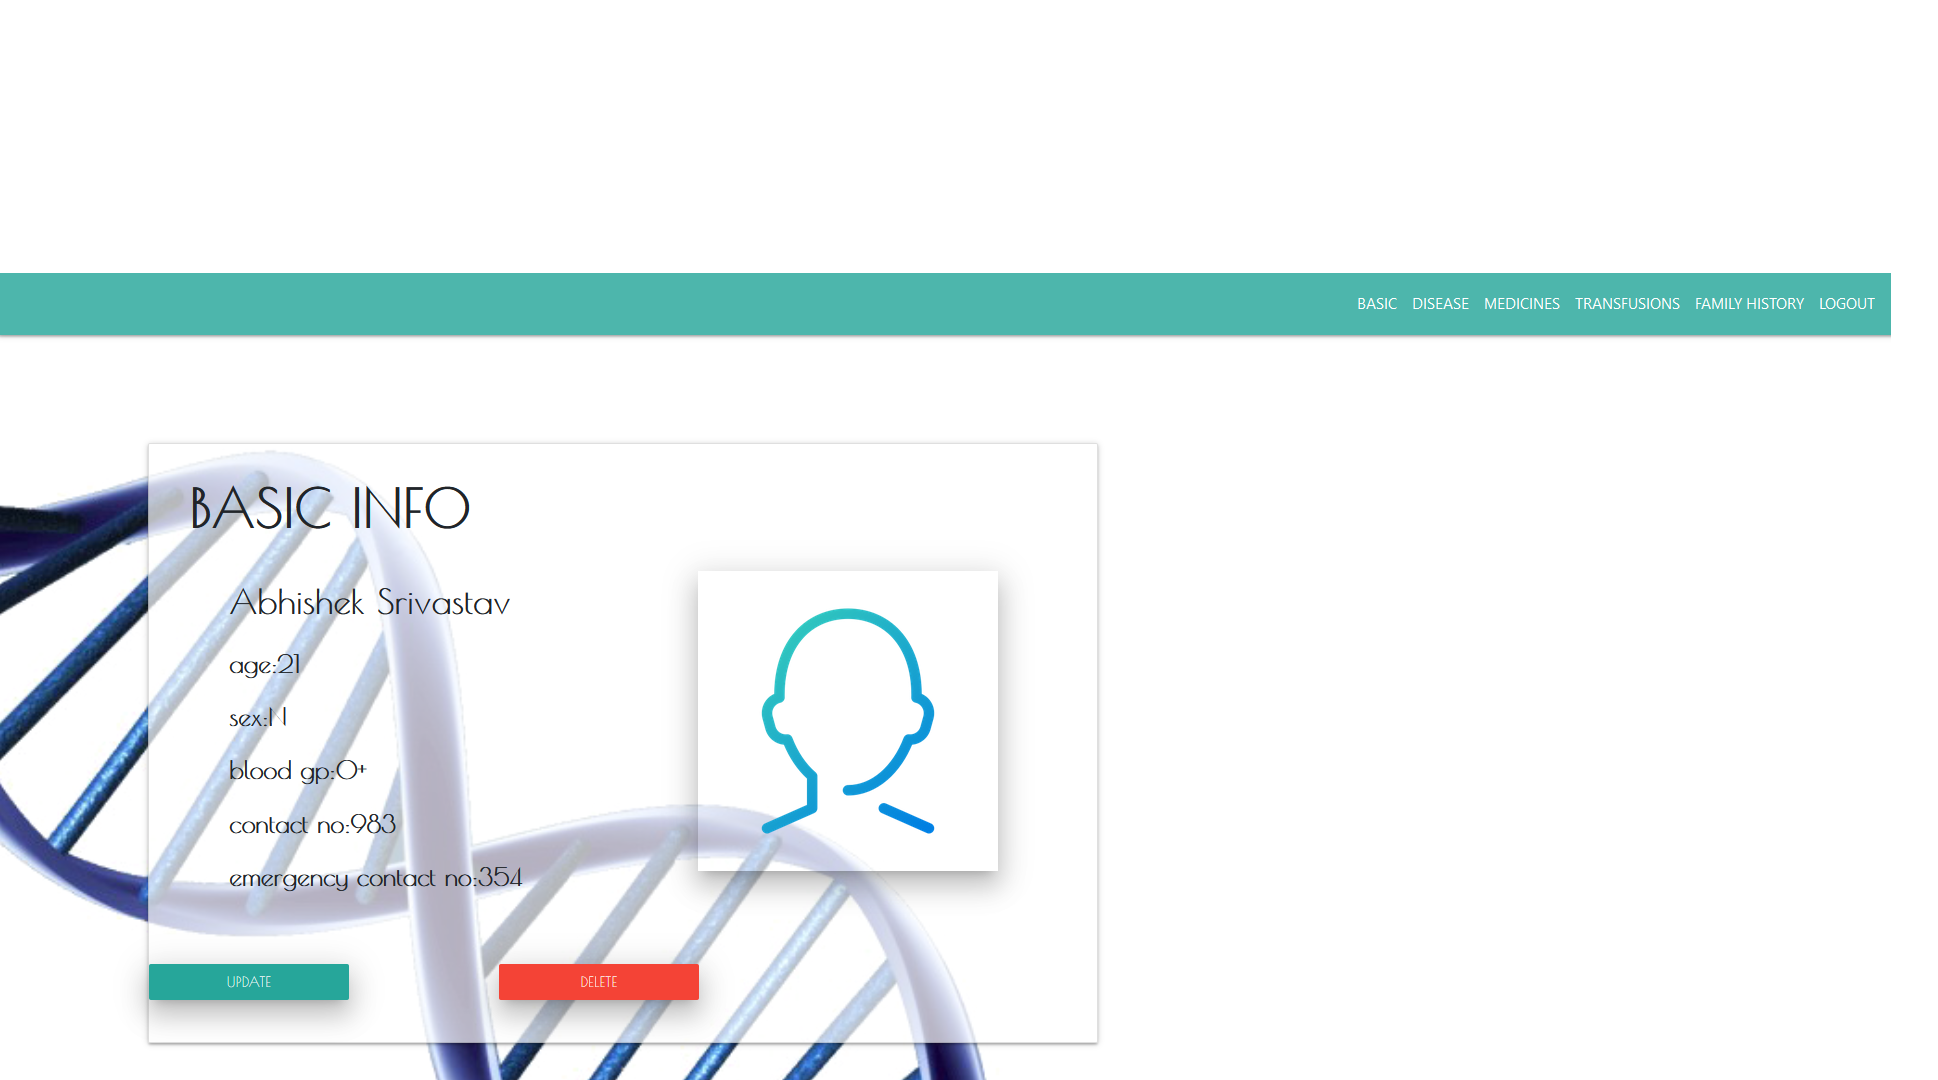 BASIC DISEASE MEDICINES TRANSFUSIONS FAMILY HISTORY LOGOUT
BASIC INFO
Abhishek Srivastav
age:21
sex:N
blood gp:O+
contact no:983
emergency contact no:354
UPDATE DELETE